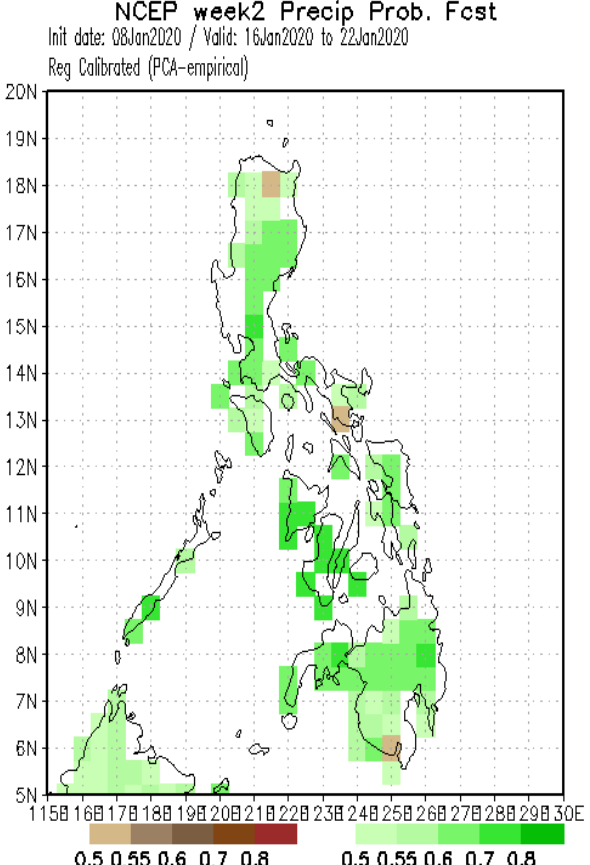 NCEP week2 Precip Prob. Fcst
Init date: 08Jan2020 / Valid: 16Jan2020 to 22Jan2020
Reg Calibrated (PCA-empirical)
20N
19N
18N
17N
16N
15N
14N
13N
12N
11N
10N
9N
8N
7N
6N
5N
115E 116E 117E 118E 119E 120E 121E 122E 123E 124E 125E 126E 127E 128E 129E 130E
0.5 0.55 0.6 0.7 0.8 0.5 0.55 0.6 0.7 0.8